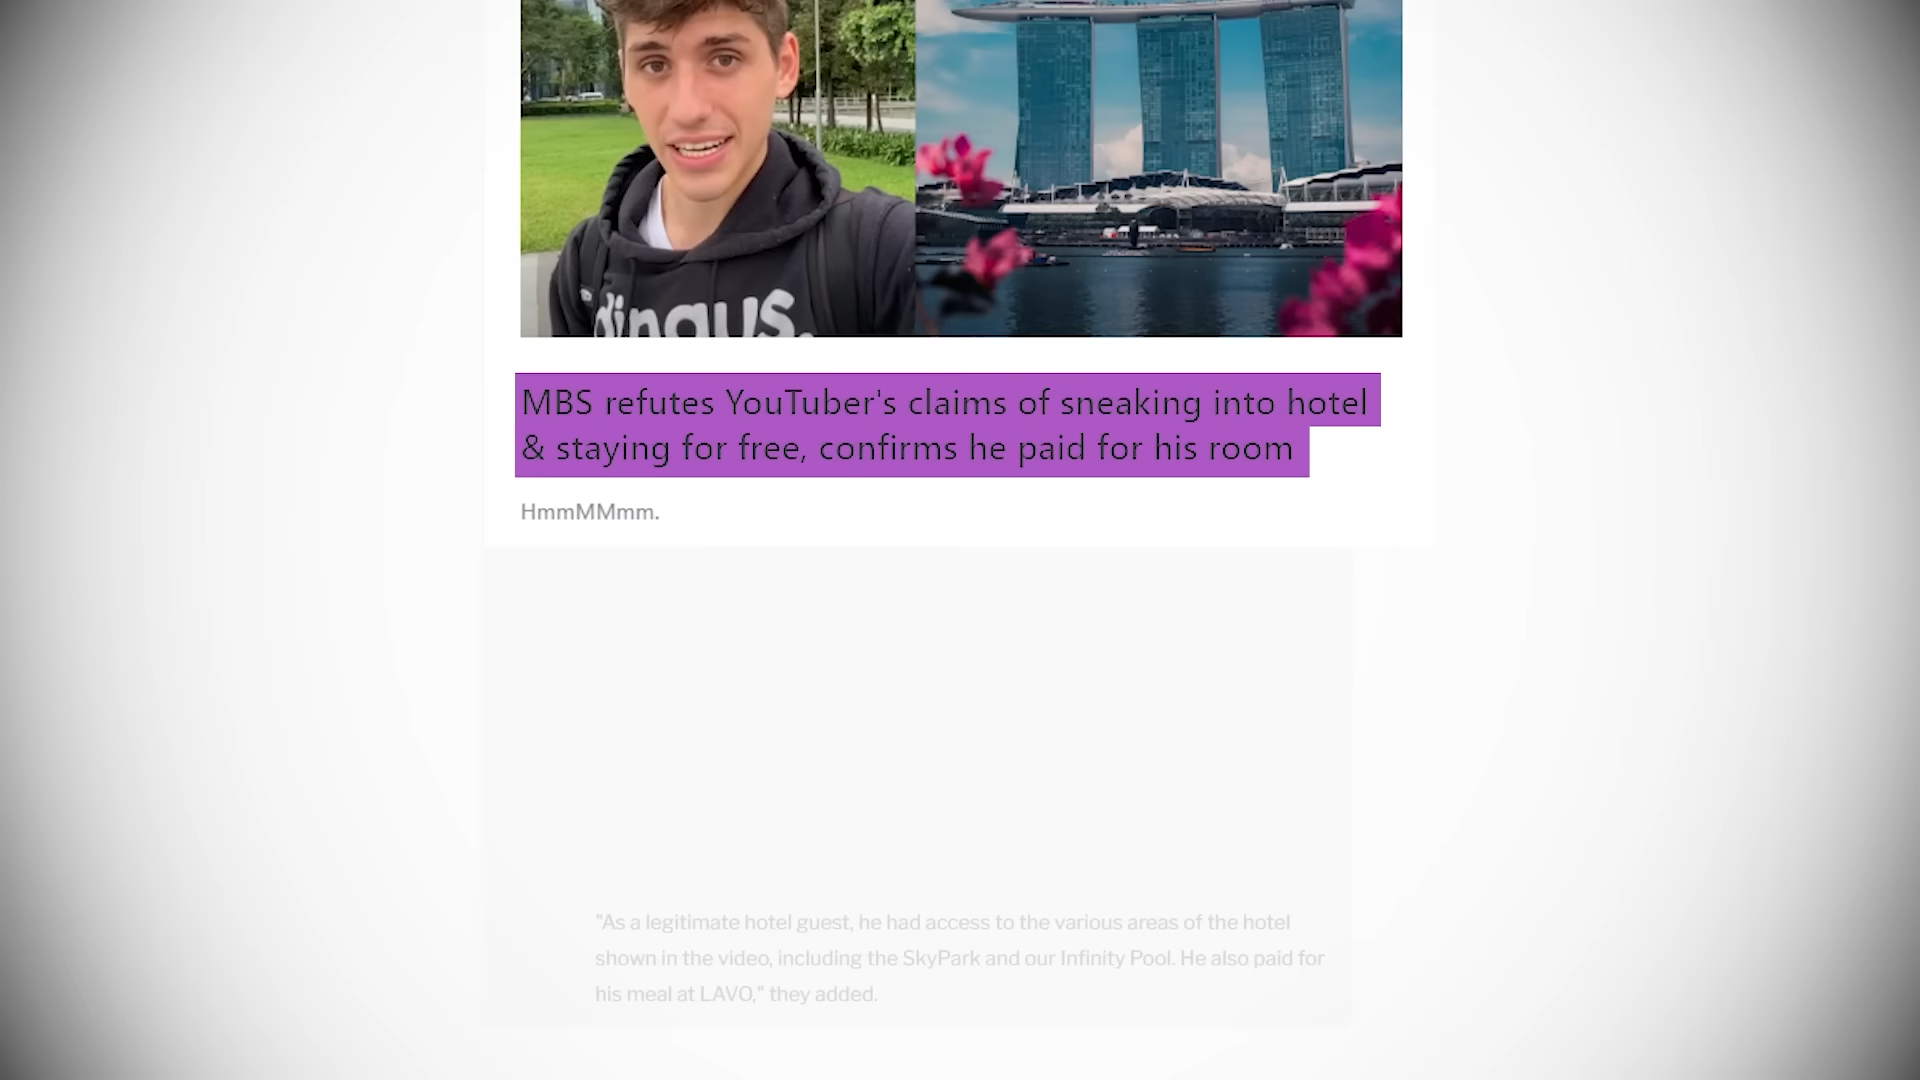 dingus.
MBS refutes YouTuber's claims of sneaking into hotel
& staying for free, confirms he paid for his room
HmmMMmm.
"As a legitimate hotel guest, he had access to the various areas of the hotel
shown in the video, including the SkyPark and our Infinity Pool. He also paid for
his meal at LAVO," they added.